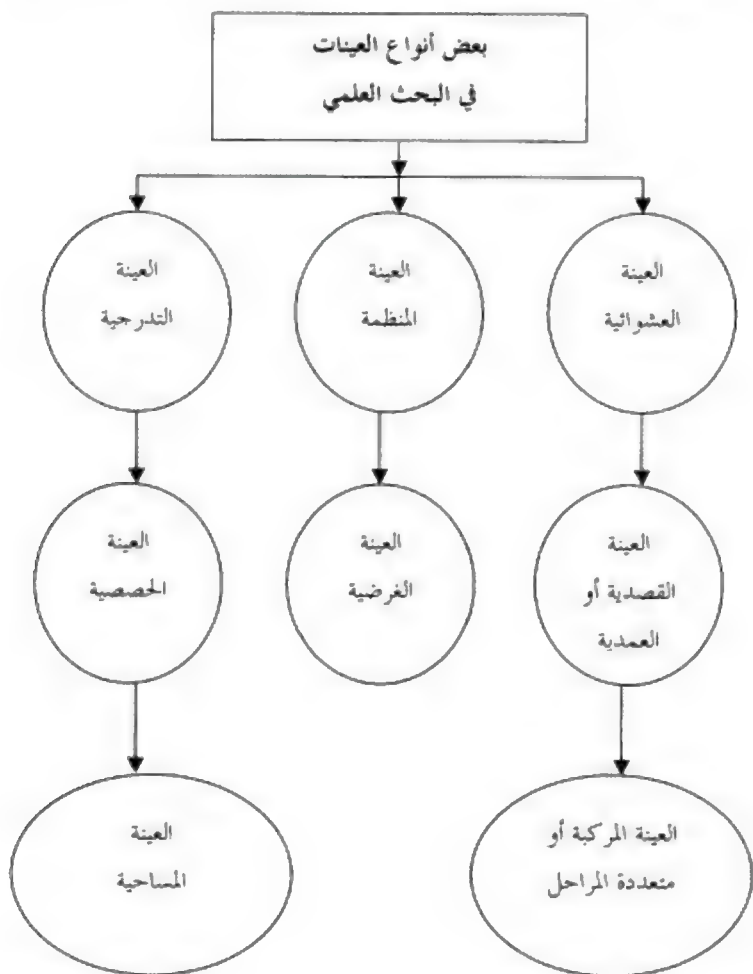 بعض أنواع العينات
في البحث العلمي
العينة
العشوائية
العينة
المنظمة
العينة
التدرجية
العينة
القصدية أو
العمدية
العينة
الغرضية
العينة
الحصصية
العينة المركبة أو
متعددة المراحل
العينة
المساحية